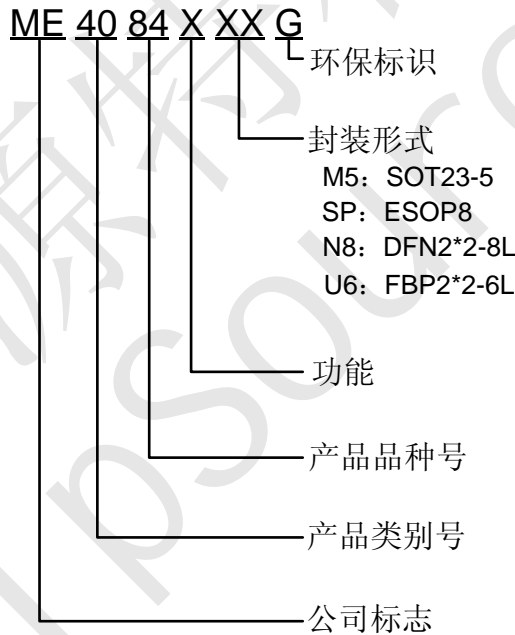 ME 40 84 X XX G
环保标识
封装形式
M5：SOT23-5
SP：ESOP8
N8：DFN2*2-8L
U6：FBP2*2-6L
功能
产品品种号
产品类别号
公司标志